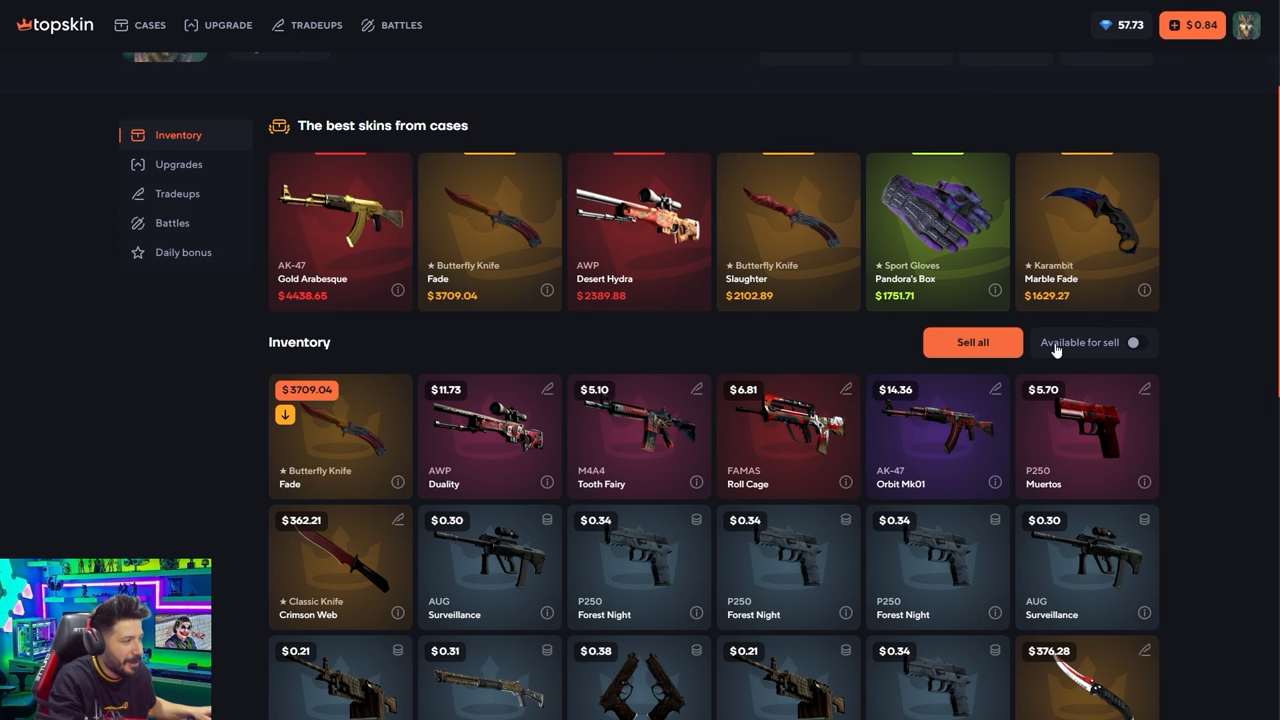 topskin
CASES
UPGRADE
TRADEUPS
BATTLES
57.73
$ 0.84
Inventory
Upgrades
Tradeups
Battles
Daily bonus
The best skins from cases
AK-47
Gold Arabesque
$4438.65
★ Butterfly Knife
Fade
$3709.04
AWP
Desert Hydra
$2389.88
★ Butterfly Knife
Slaughter
$2102.89
★ Sport Gloves
Pandora's Box
$1751.71
★ Karambit
Marble Fade
$1629.27
Inventory
Sell all
Available for sell
$3709.04
★ Butterfly Knife
Fade
$11.73
AWP
Duality
$5.10
M4A4
Tooth Fairy
$6.81
FAMAS
Roll Cage
$14.36
AK-47
Orbit Mk01
$5.70
P250
Muertos
$362.21
★ Classic Knife
Crimson Web
$0.30
AUG
Surveillance
$0.34
P250
Forest Night
$0.34
P250
Forest Night
$0.34
P250
Forest Night
$0.30
AUG
Surveillance
$0.21
$0.31
$0.38
$0.21
$0.34
$376.28